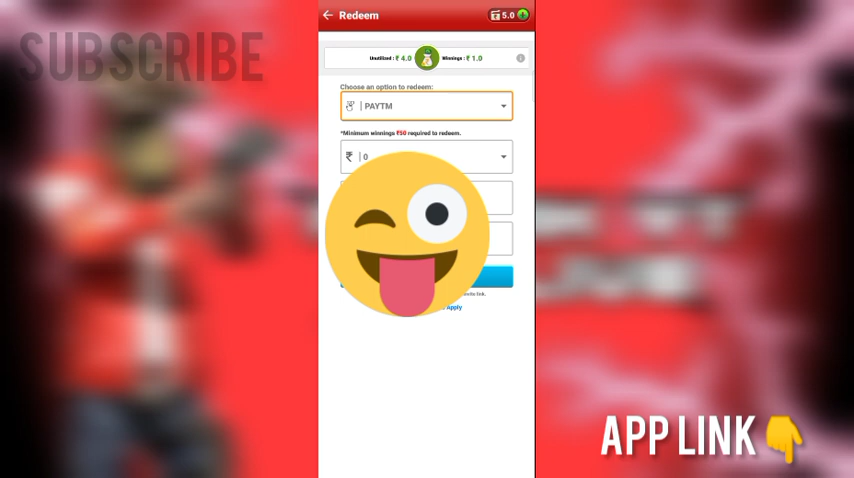 SUBSCRIBE
Redeem
5.0
Unutilized : ₹ 4.0
Winnings : ₹ 1.0
Choose an option to redeem:
PAYTM
*Minimum winnings ₹50 required to redeem.
₹ | 0
link.
Apply
APP LINK